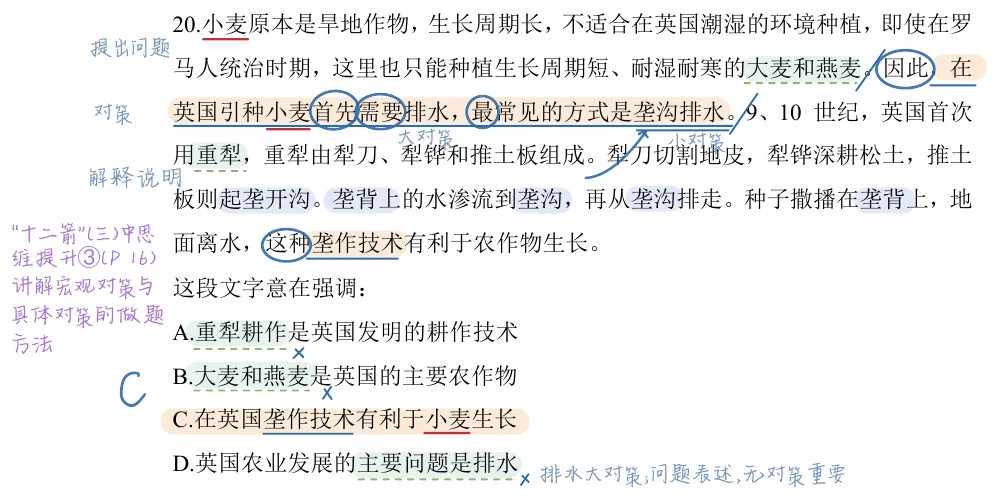 20.小麦原本是旱地作物，生长周期长，不适合在英国潮湿的环境种植，即使在罗
提出问题
马人统治时期，这里也只能种植生长周期短、耐湿耐寒的大麦和燕麦。因此，在
对策
英国引种小麦首先需要排水，最常见的方式是垄沟排水。9、10 世纪，英国首次
大对策
小对策
用重犁，重犁由犁刀、犁铧和推土板组成。犁刀切割地皮，犁铧深耕松土，推土
解释说明
板则起垄开沟。垄背上的水渗流到垄沟，再从垄沟排走。种子撒播在垄背上，地
面离水，这种垄作技术有利于农作物生长。
"十二箭"(三)中思
维提升③(P 16)
讲解宏观对策与
具体对策的做题
方法
这段文字意在强调：
A.重犁耕作是英国发明的耕作技术
B.大麦和燕麦是英国的主要农作物
C
C.在英国垄作技术有利于小麦生长
D.英国农业发展的主要问题是排水
排水大对策;问题表述,无对策重要